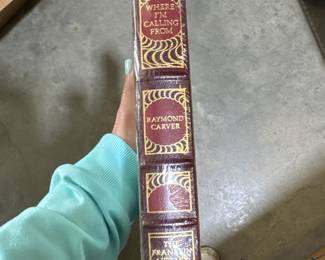 WHERE
I'M
CALLING
FROM
RAYMOND
CARVER
THE
FRANKLIN